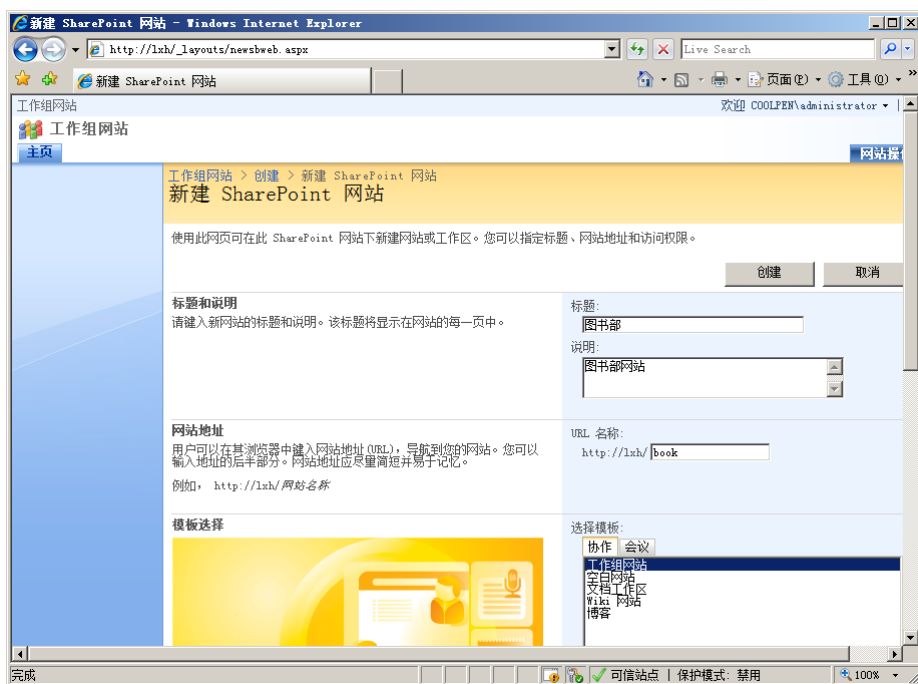 新建 SharePoint 网站 - Windows Internet Explorer
http://lxh/_layouts/newsbweb.aspx
Live Search
新建 SharePoint 网站
页面(P)
工具(O)
»
工作组网站
欢迎 COOLPEN\administrator
工作组网站
主页
网站操
工作组网站 > 创建 > 新建 SharePoint 网站
新建 SharePoint 网站
使用此网页可在此 SharePoint 网站下新建网站或工作区。您可以指定标题、网站地址和访问权限。
创建
取消
标题和说明
请键入新网站的标题和说明。该标题将显示在网站的每一页中。
标题:
图书部
说明:
图书部网站
网站地址
用户可以在其浏览器中键入网站地址(URL)，导航到您的网站。您可以
输入地址的后半部分。网站地址应尽量简短并易于记忆。
例如， http://lxh/网站名称
URL 名称:
http://lxh/ book
模板选择
选择模板:
协作 会议
工作组网站
空白网站
文档工作区
Wiki 网站
博客
完成
可信站点 | 保护模式: 禁用
100%